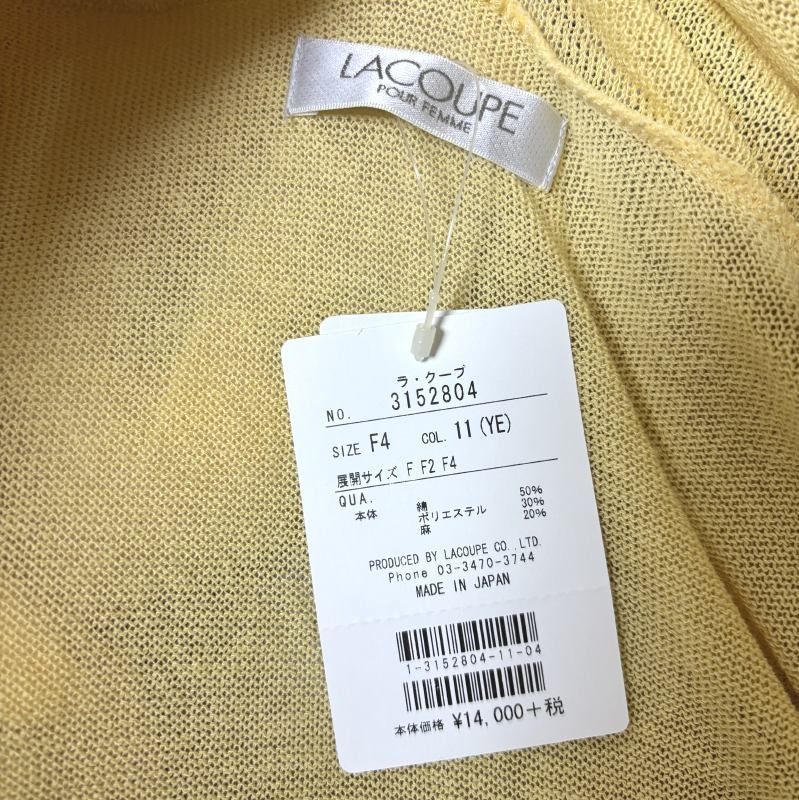 LACOUPE
POUR FEMME
ラ・クープ
NO. 3152804
SIZE F4 COL. 11 (YE)
展開サイズ F F2 F4
QUA.
本体 綿 50%
ポリエステル 30%
麻 20%
PRODUCED BY LACOUPE CO.,LTD.
Phone 03-3470-3744
MADE IN JAPAN
1-3152804-11-04
本体価格 ¥14,000+税